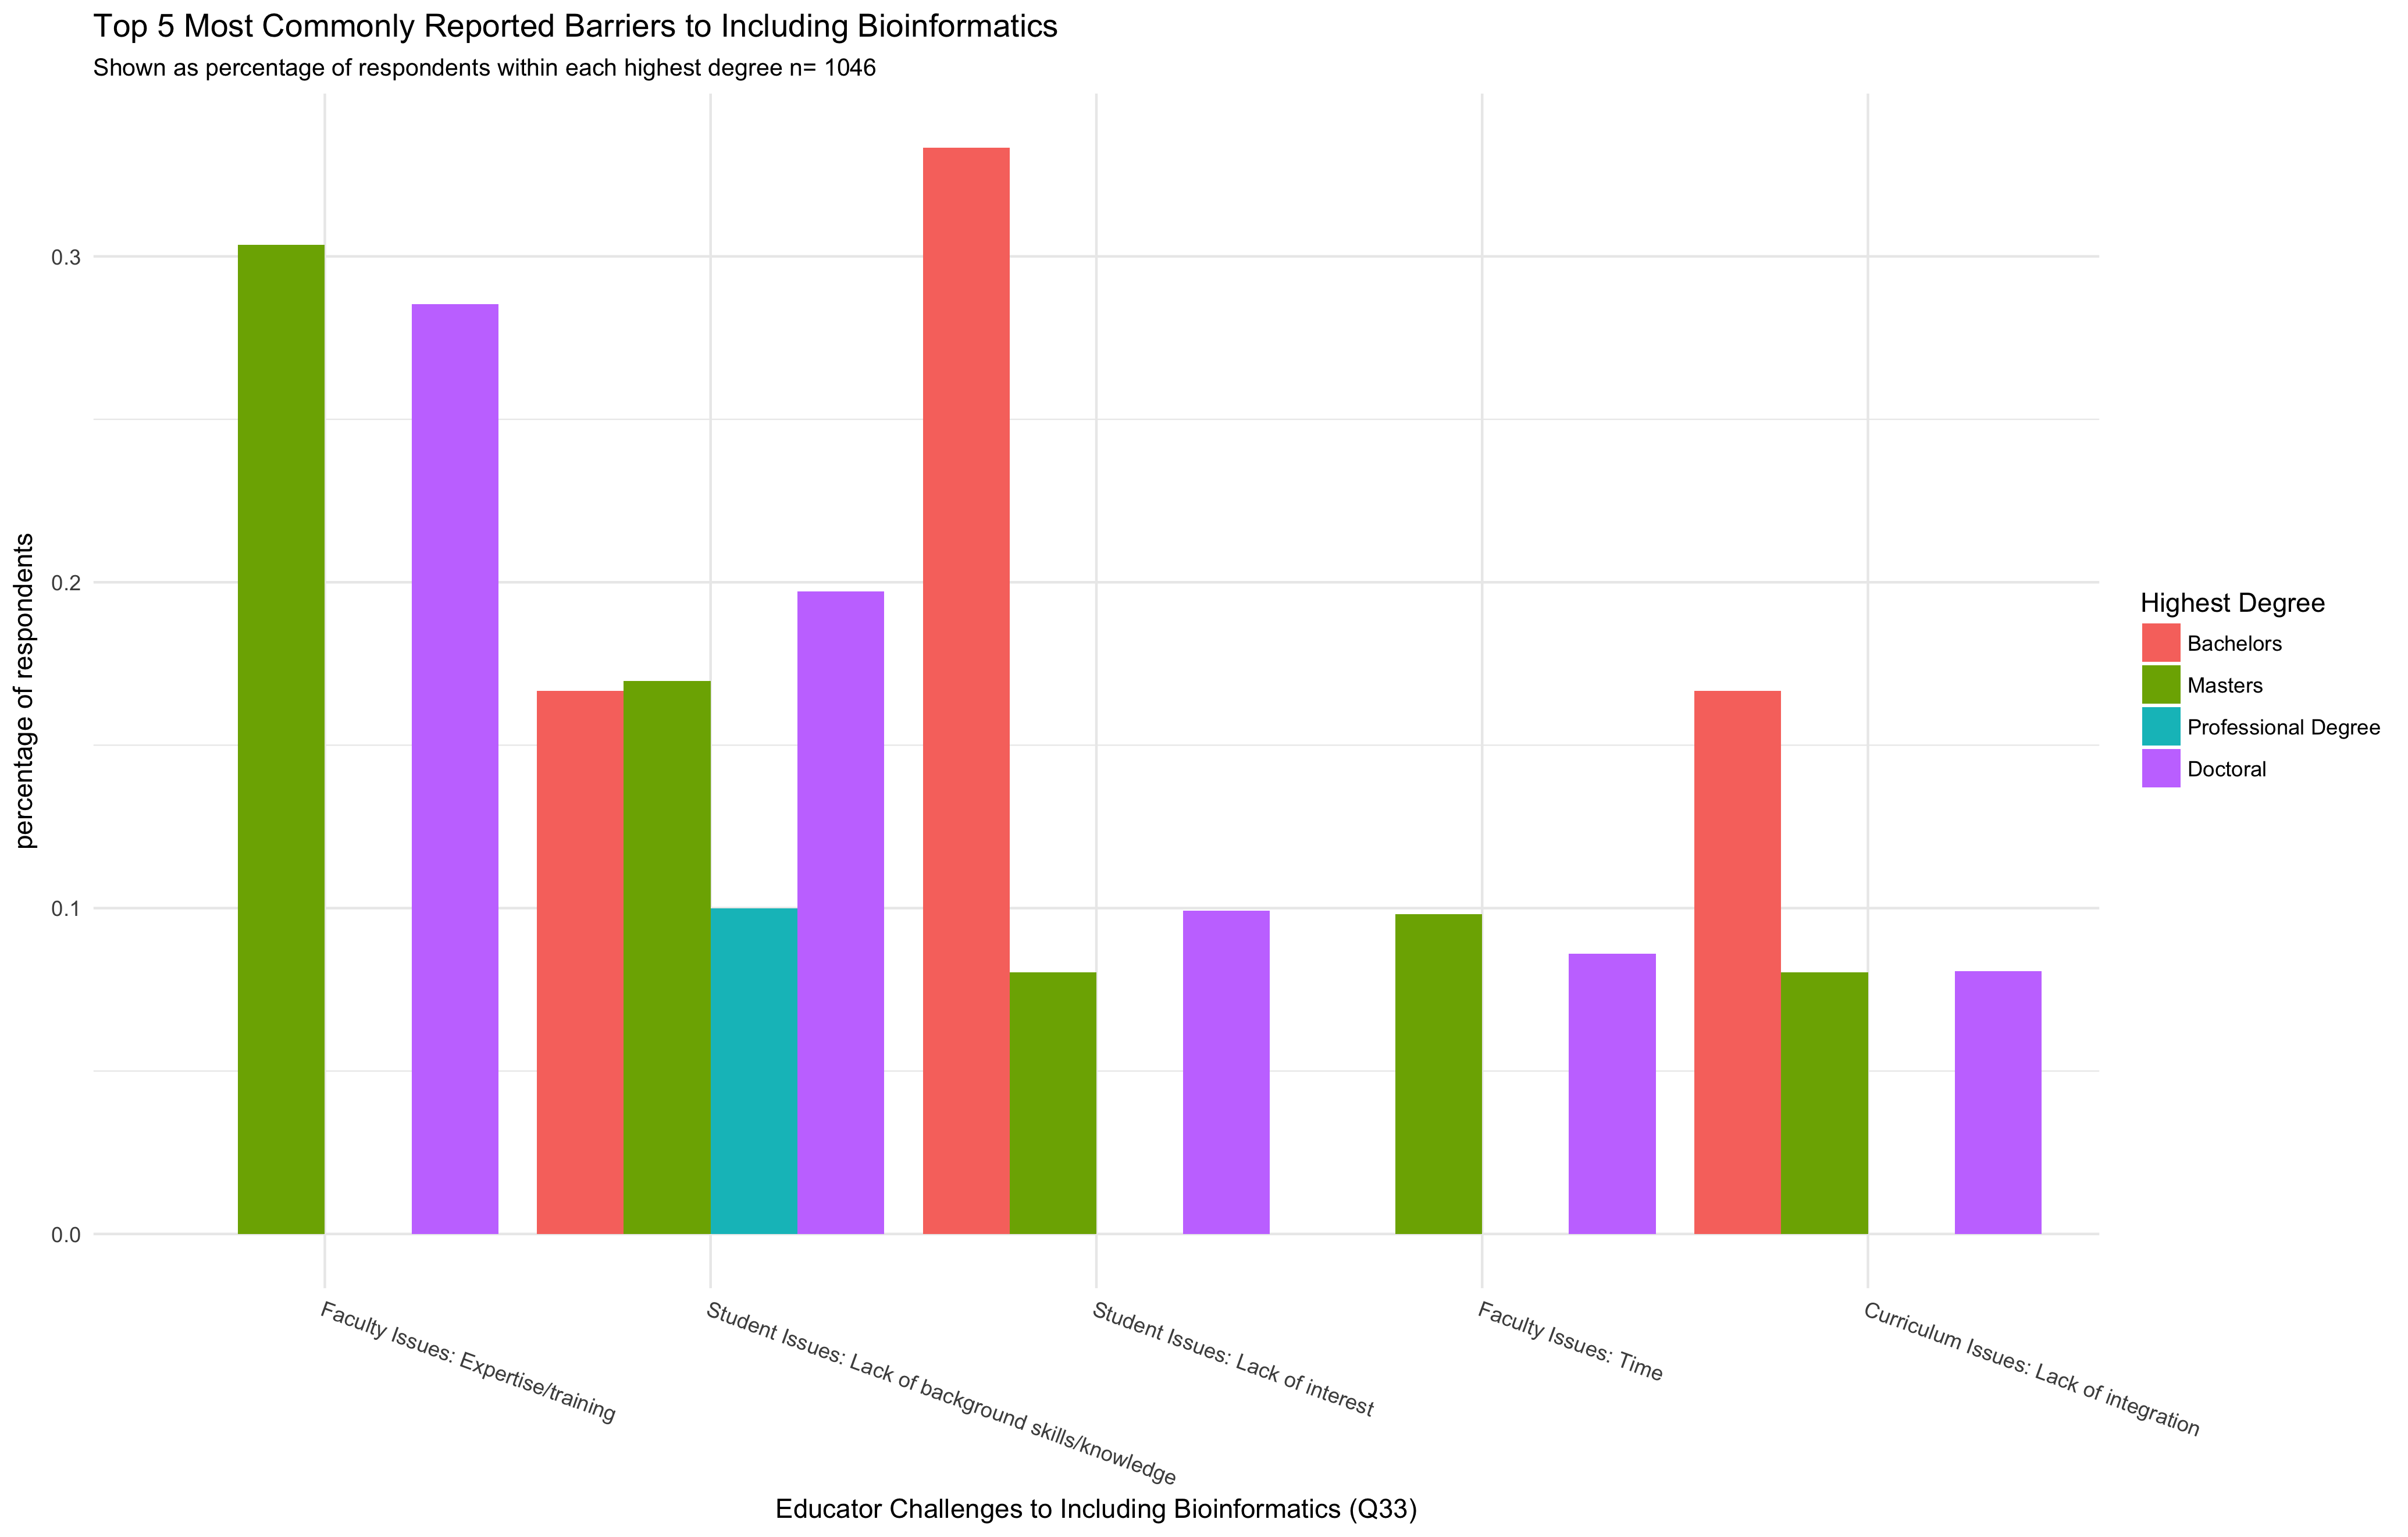 Top 5 Most Commonly Reported Barriers to Including Bioinformatics
Shown as percentage of respondents within each highest degree n= 1046
percentage of respondents
0.3
0.2
0.1
0.0
Faculty Issues: Expertise/training
Student Issues: Lack of background skills/knowledge
Student Issues: Lack of interest
Faculty Issues: Time
Curriculum Issues: Lack of integration
Educator Challenges to Including Bioinformatics (Q33)
Highest Degree
Bachelors
Masters
Professional Degree
Doctoral